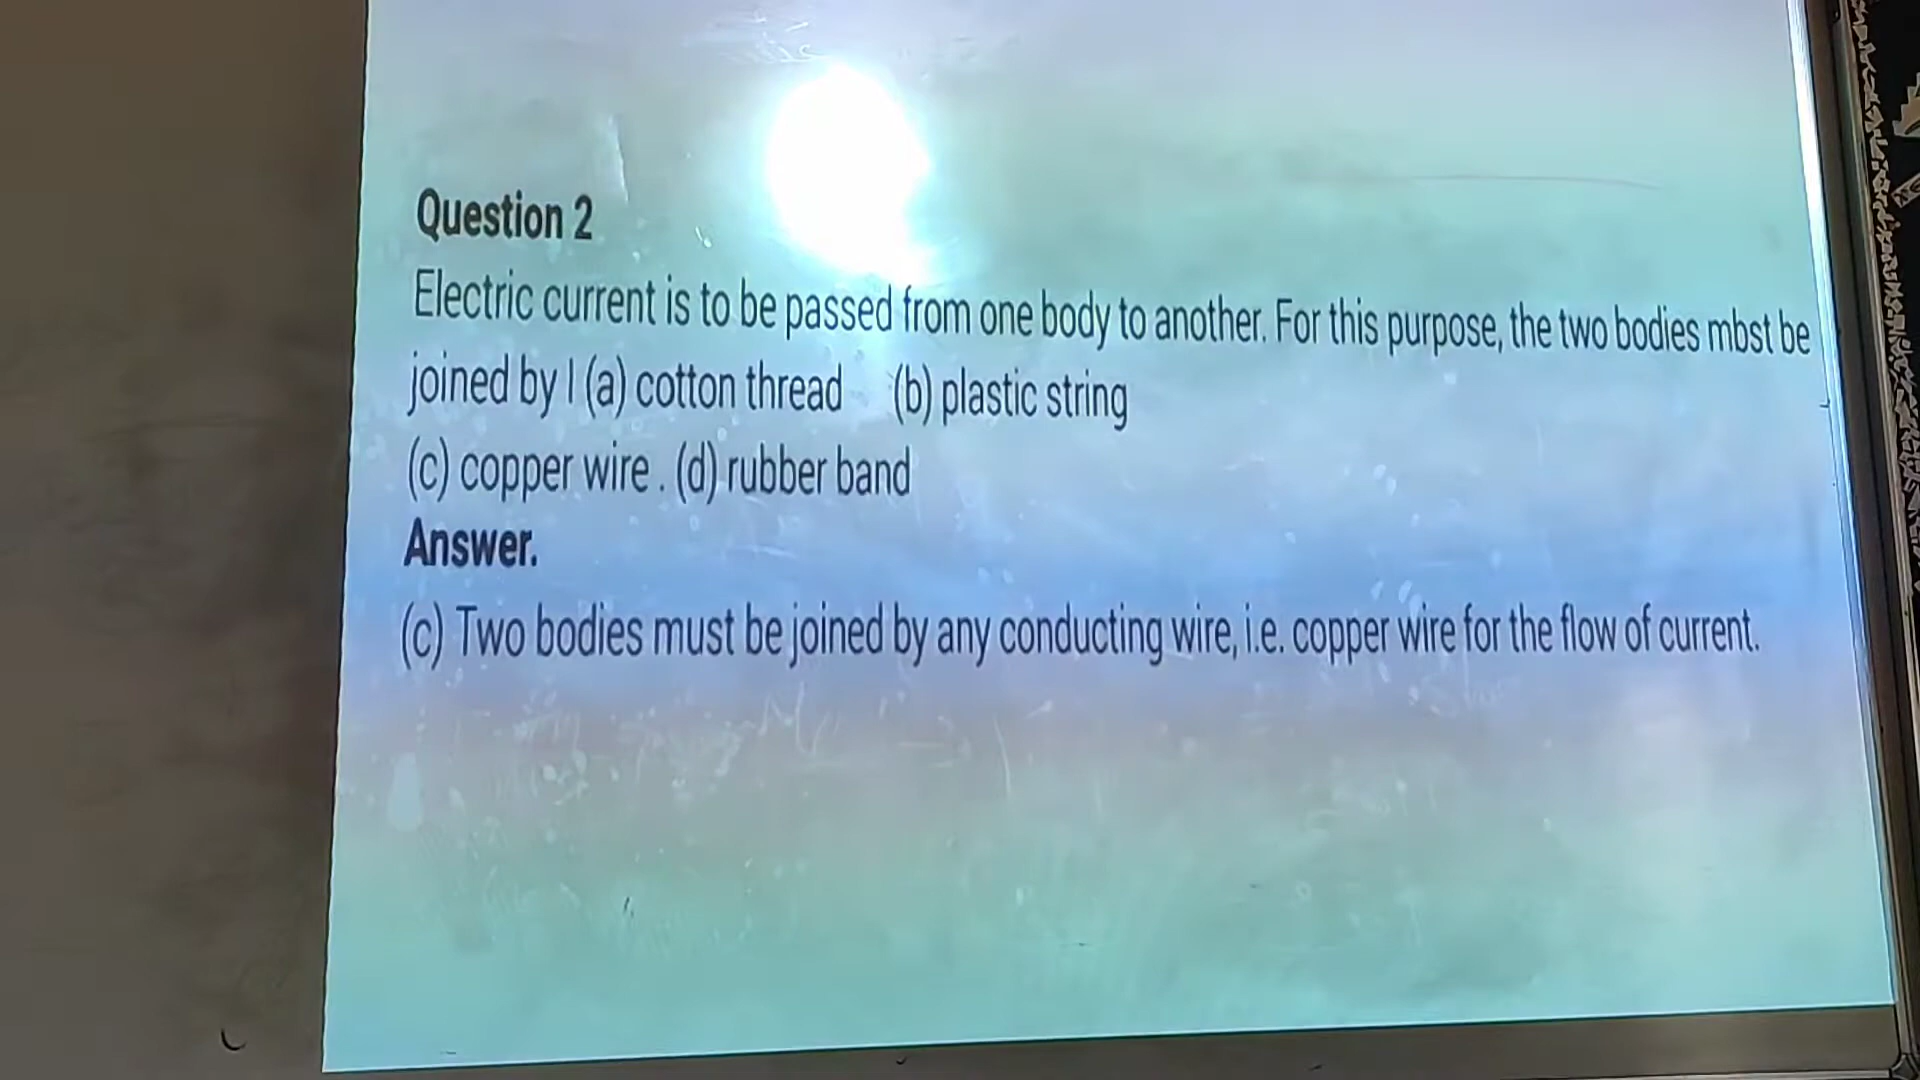 Question 2
Electric current is to be passed from one body to another. For this purpose, the two bodies mbst be
joined by l (a) cotton thread (b) plastic string
(c) copper wire . (d) rubber band
Answer.
(c) Two bodies must be joined by any conducting wire, i.e. copper wire for the flow of current.